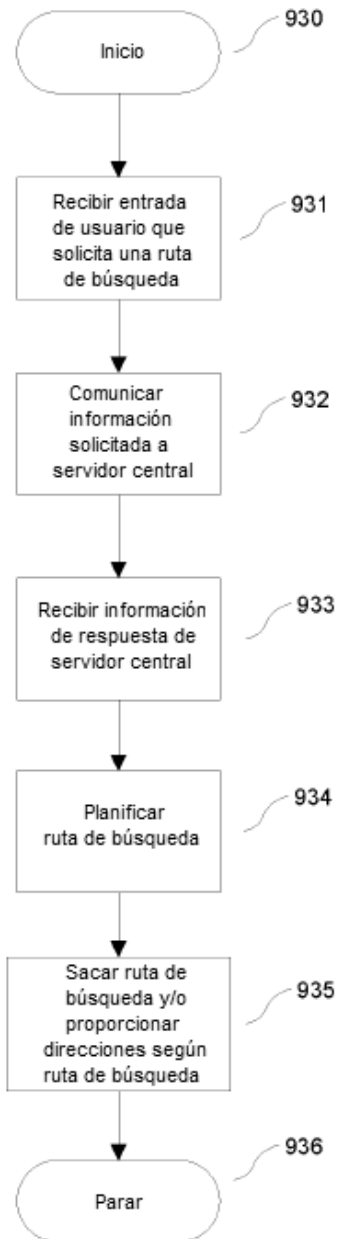 Inicio
930
Recibir entrada
de usuario que
solicita una ruta
de búsqueda
931
Comunicar
información
solicitada a
servidor central
932
Recibir información
de respuesta de
servidor central
933
Planificar
ruta de búsqueda
934
Sacar ruta de
búsqueda y/o
proporcionar
direcciones según
ruta de búsqueda
935
Parar
936